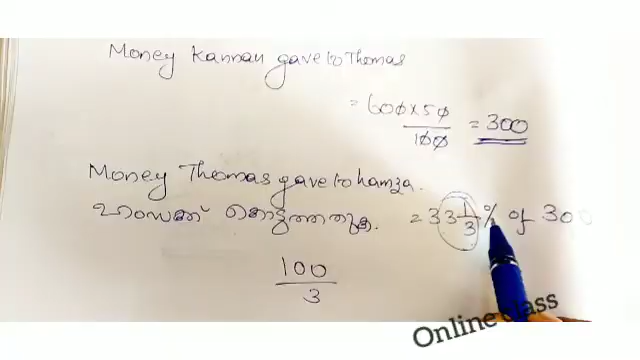 Money Kannan gave to Thomas
= 600 x 50
100
= 300
Money Thomas gave to hamza.
ഹംസക്ക് കൊടുത്തതുക. = 33 1/3 % of 300
100
3
Online class